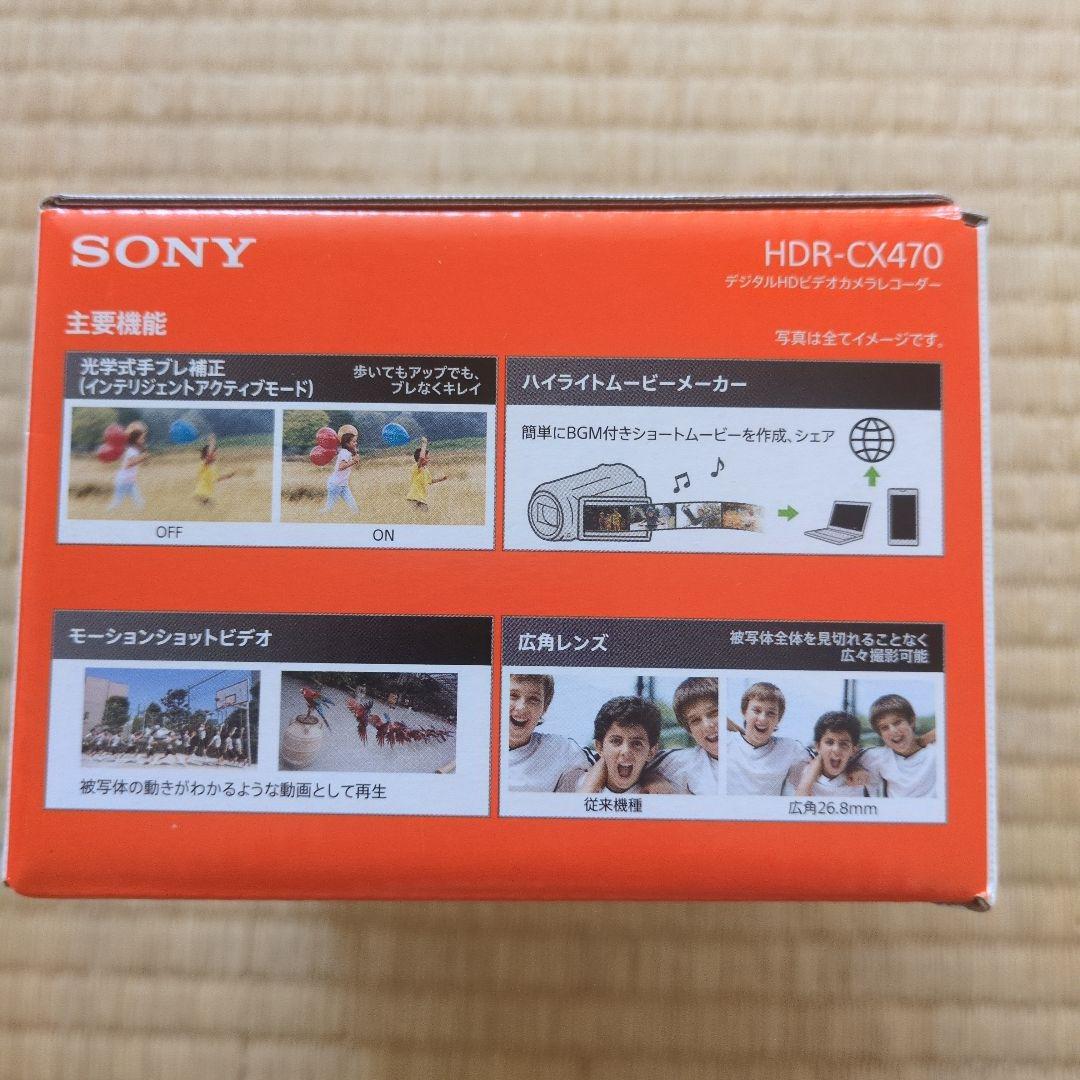 SONY
HDR-CX470
デジタルHDビデオカメラレコーダー
主要機能
写真は全てイメージです。
光学式手ブレ補正
(インテリジェントアクティブモード)
歩いてもアップでも、
ブレなくキレイ
OFF
ON
ハイライトムービーメーカー
簡単にBGM付きショートムービーを作成、シェア
モーションショットビデオ
被写体の動きがわかるような動画として再生
広角レンズ
被写体全体を見切れることなく
広々撮影可能
従来機種
広角26.8mm